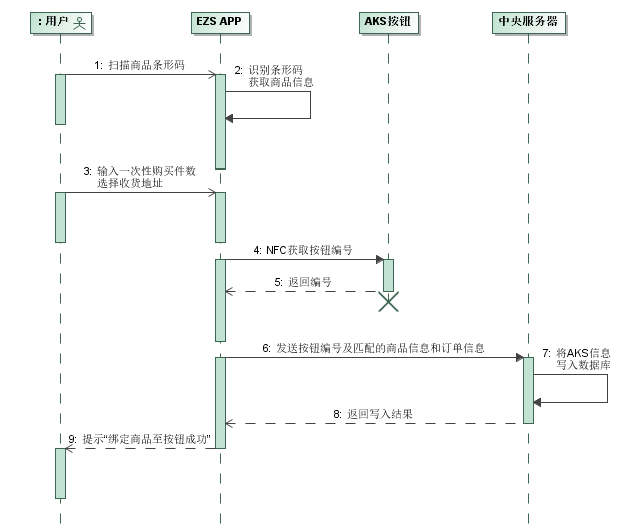 : 用户
EZS APP
AKS按钮
中央服务器
1: 扫描商品条形码
2: 识别条形码
获取商品信息
3: 输入一次性购买件数
选择收货地址
4: NFC获取按钮编号
5: 返回编号
6: 发送按钮编号及匹配的商品信息和订单信息
7: 将AKS信息
写入数据库
8: 返回写入结果
9: 提示“绑定商品至按钮成功”